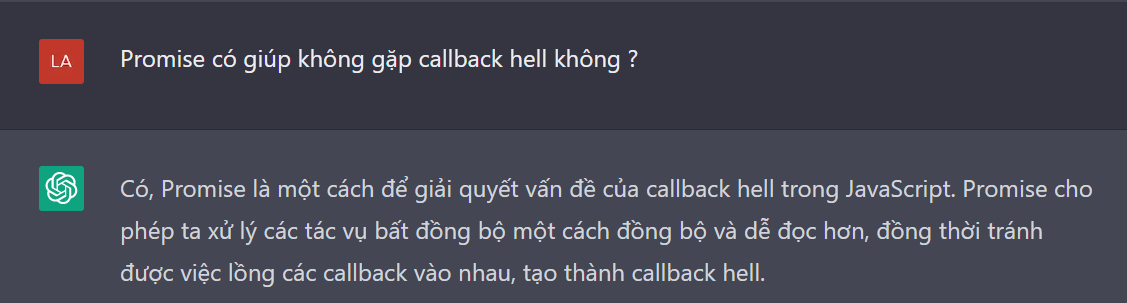 LA
Promise có giúp không gặp callback hell không ?
Có, Promise là một cách để giải quyết vấn đề của callback hell trong JavaScript. Promise cho
phép ta xử lý các tác vụ bất đồng bộ một cách đồng bộ và dễ đọc hơn, đồng thời tránh
được việc lồng các callback vào nhau, tạo thành callback hell.